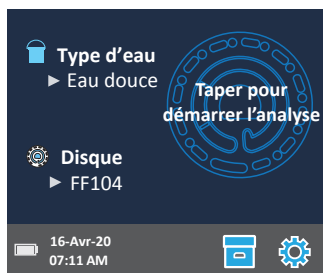 Type d'eau
► Eau douce
Taper pour
démarrer l'analyse
Disque
► FF104
16-Avr-20
07:11 AM